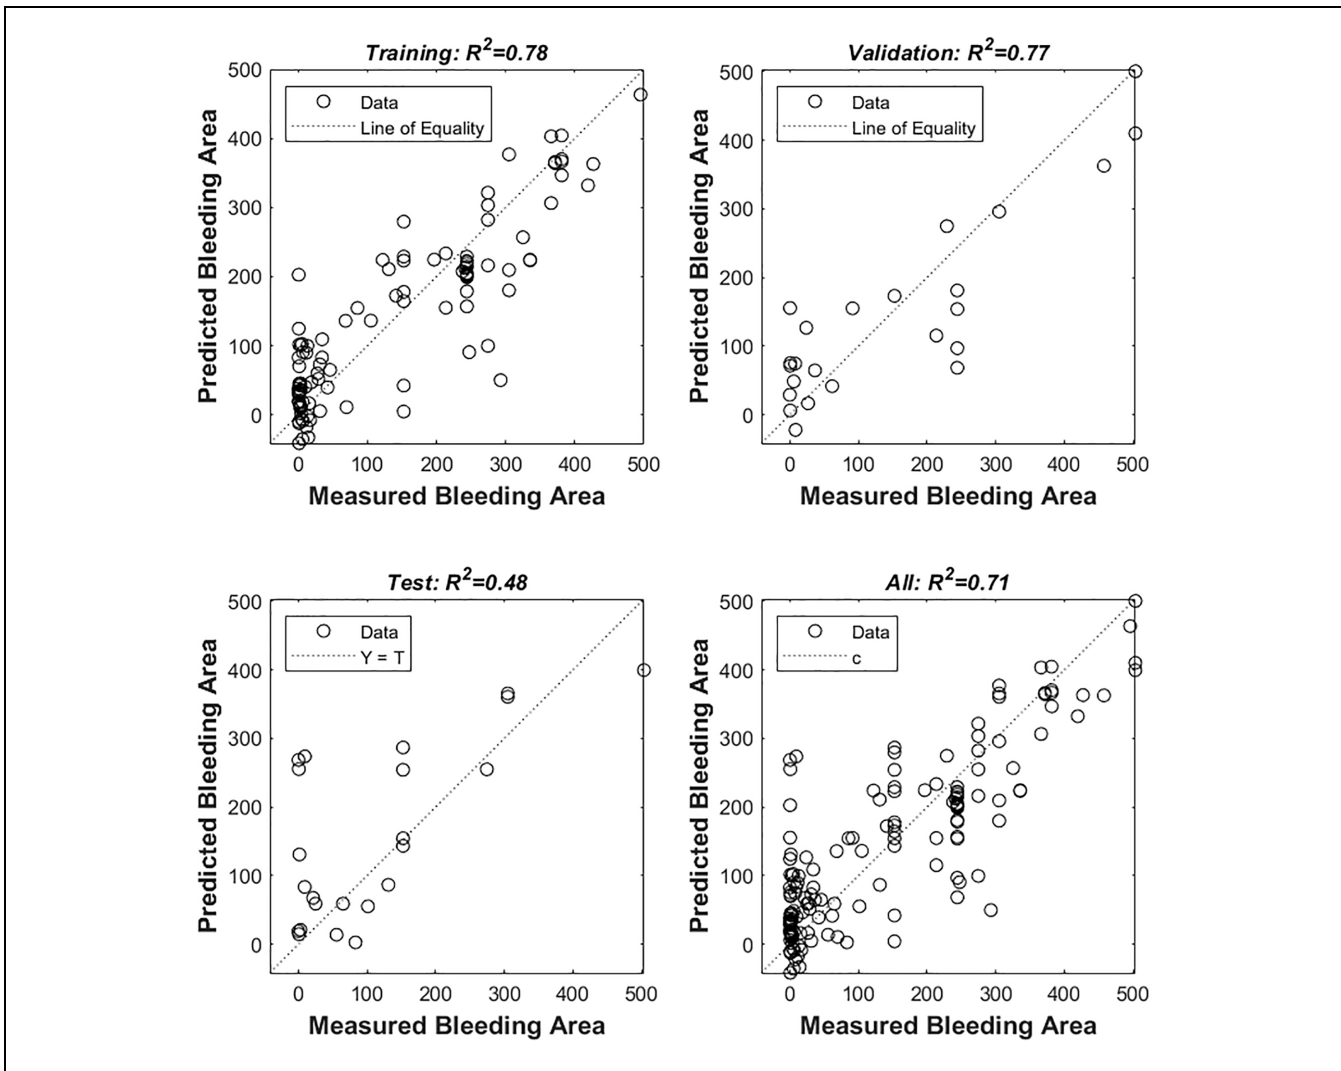 Training: R2=0.78
500
400
300
200
100
0
Data
Line of Equality
0 100 200 300 400 500
Predicted Bleeding Area
Measured Bleeding Area
Validation: R2=0.77
500
400
300
200
100
0
Data
Line of Equality
0 100 200 300 400 500
Predicted Bleeding Area
Measured Bleeding Area
Test: R2=0.48
500
400
300
200
100
0
Data
Y = T
0 100 200 300 400 500
Predicted Bleeding Area
Measured Bleeding Area
All: R2=0.71
500
400
300
200
100
0
Data
c
0 100 200 300 400 500
Predicted Bleeding Area
Measured Bleeding Area